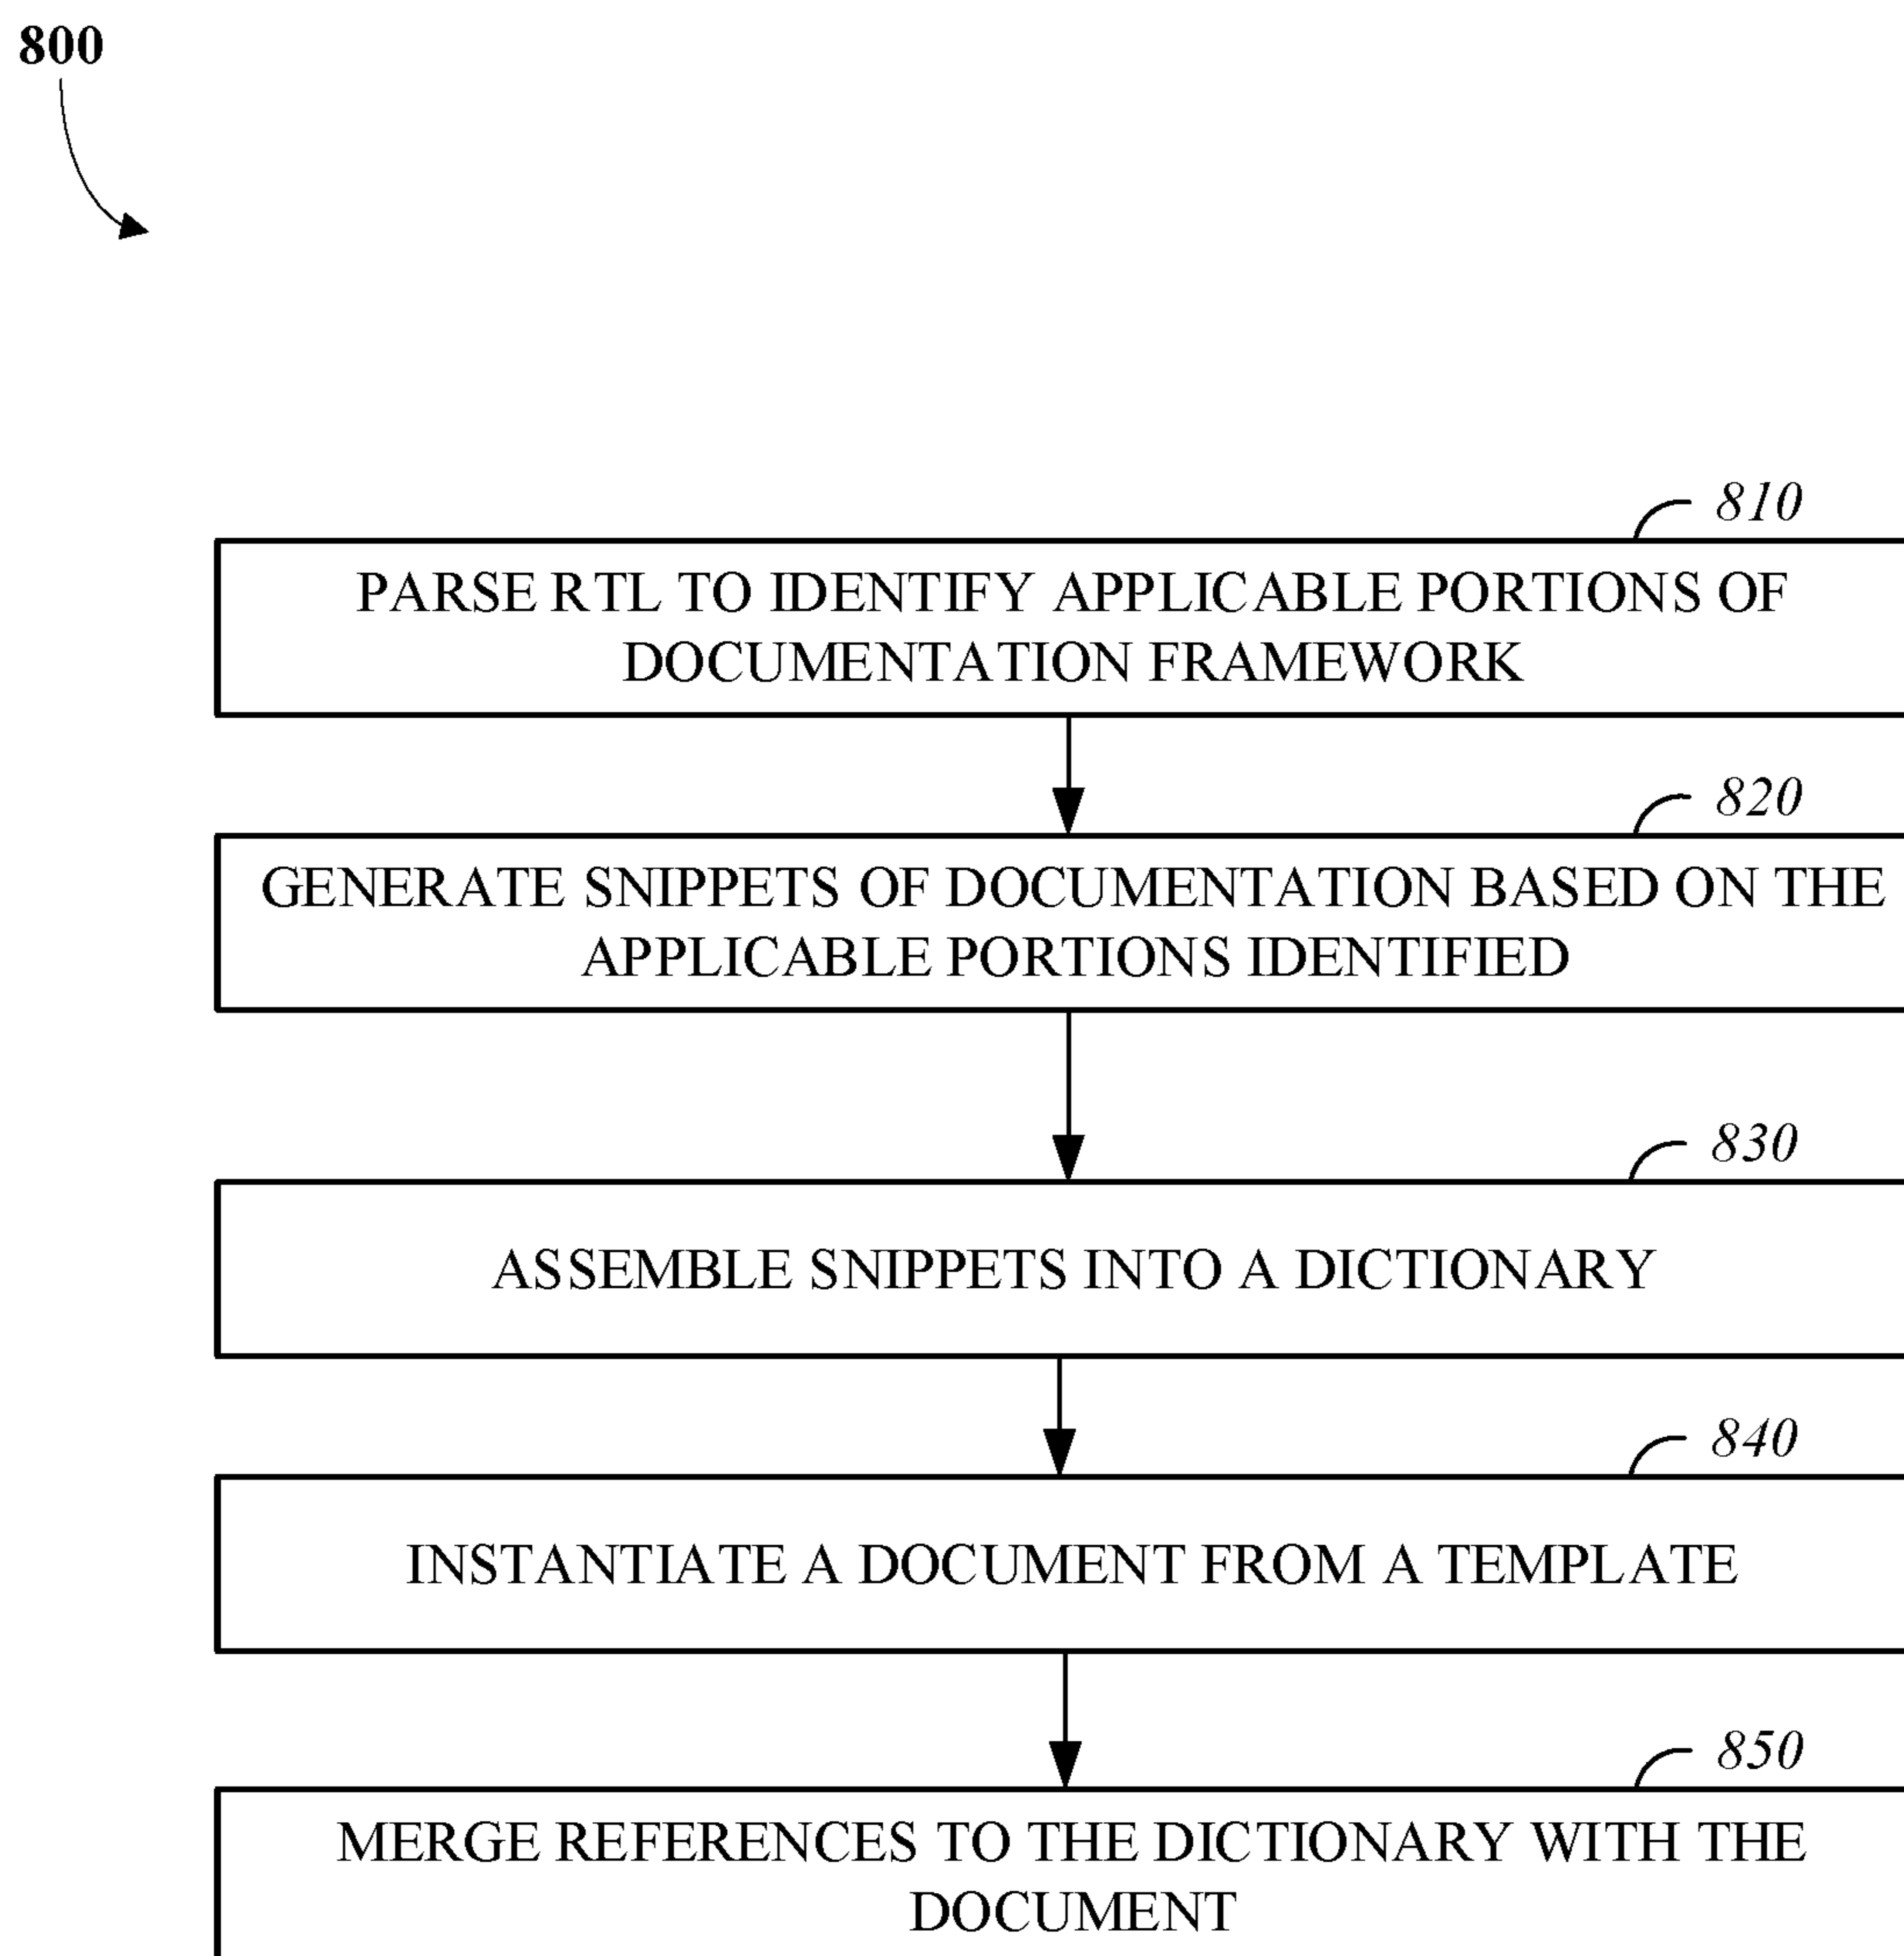 800
810
PARSE RTL TO IDENTIFY APPLICABLE PORTIONS OF
DOCUMENTATION FRAMEWORK
820
GENERATE SNIPPETS OF DOCUMENTATION BASED ON THE
APPLICABLE PORTIONS IDENTIFIED
830
ASSEMBLE SNIPPETS INTO A DICTIONARY
840
INSTANTIATE A DOCUMENT FROM A TEMPLATE
850
MERGE REFERENCES TO THE DICTIONARY WITH THE
DOCUMENT